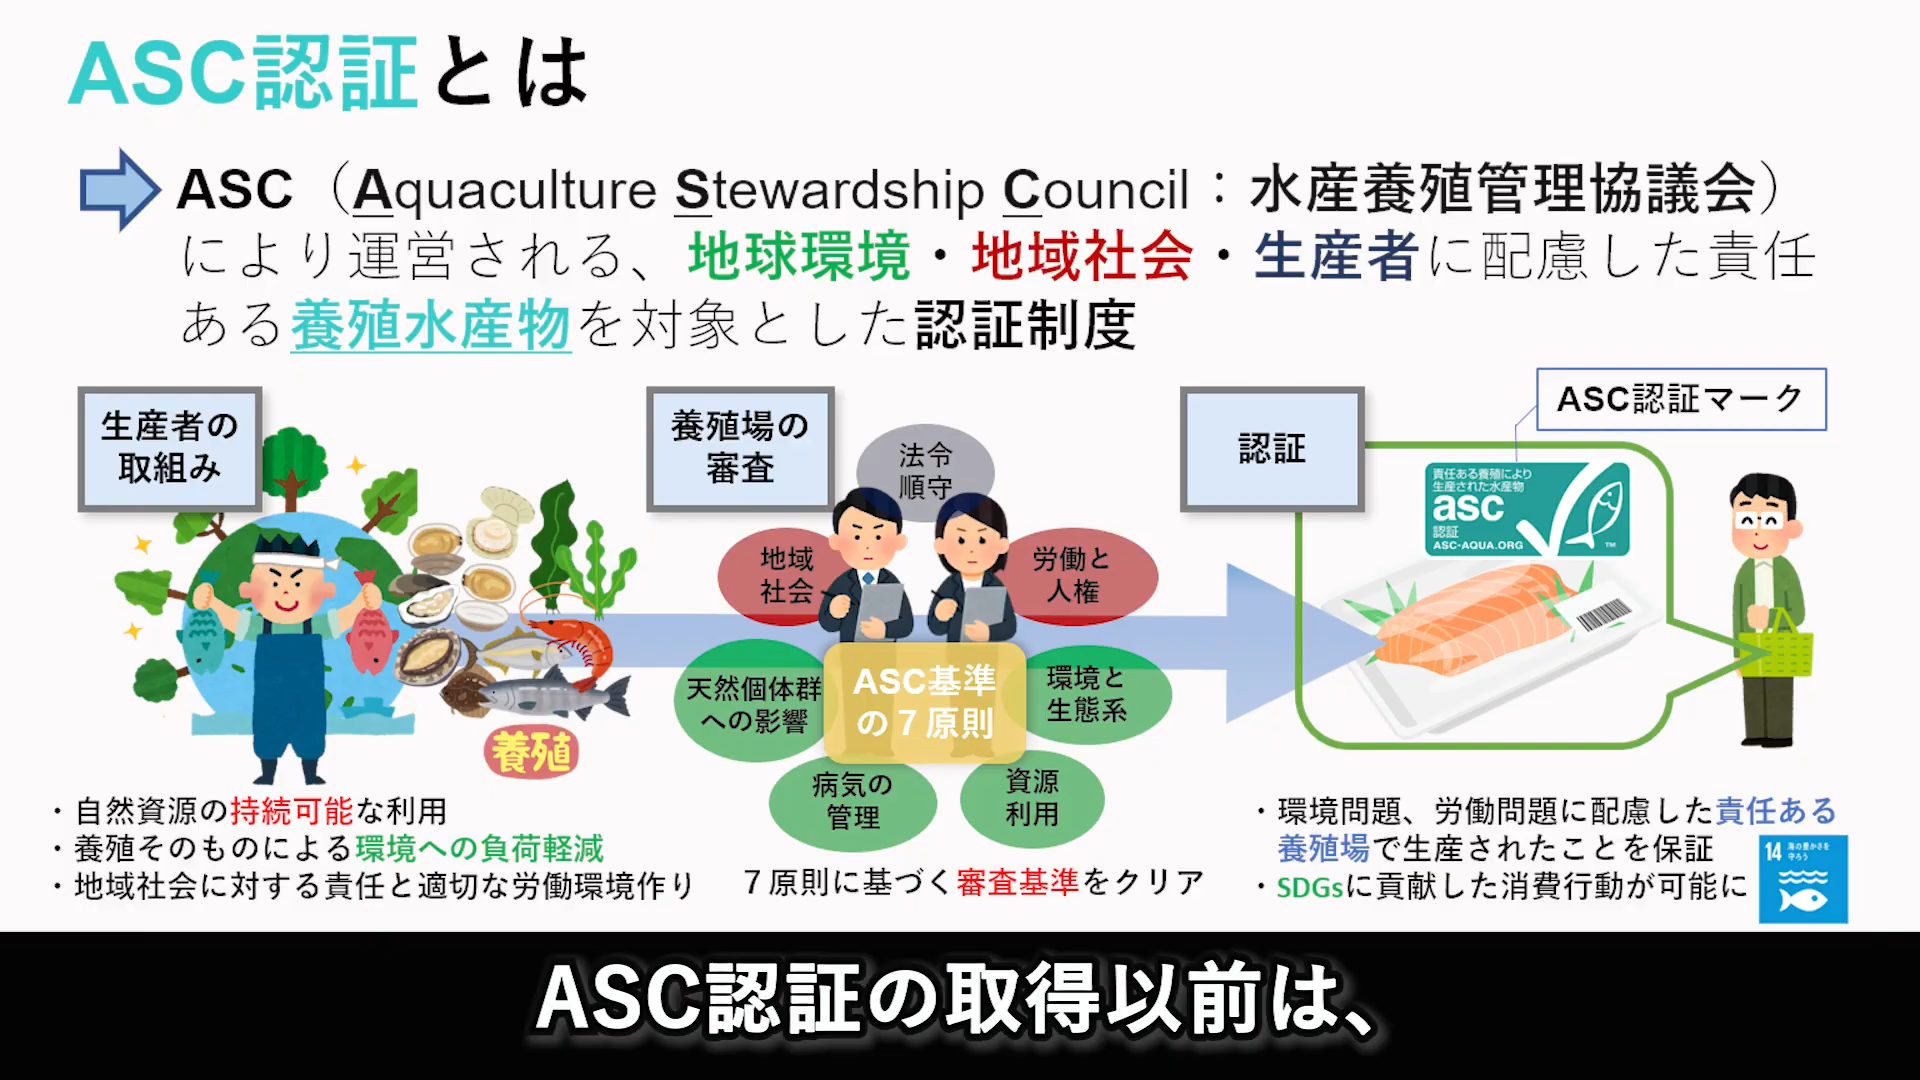 ASC認証とは
ASC（Aquaculture Stewardship Council：水産養殖管理協議会）
により運営される、地球環境・地域社会・生産者に配慮した責任
ある養殖水産物を対象とした認証制度
生産者の
取組み
養殖
・自然資源の持続可能な利用
・養殖そのものによる環境への負荷軽減
・地域社会に対する責任と適切な労働環境作り
養殖場の
審査
法令
順守
地域
社会
労働と
人権
天然個体群
への影響
ASC基準
の７原則
環境と
生態系
病気の
管理
資源
利用
７原則に基づく審査基準をクリア
認証
ASC認証マーク
責任ある養殖により
生産された水産物
asc
認証
ASC-AQUA.ORG
TM
・環境問題、労働問題に配慮した責任ある
養殖場で生産されたことを保証
・SDGsに貢献した消費行動が可能に
14 海の豊かさを
守ろう
ASC認証の取得以前は、